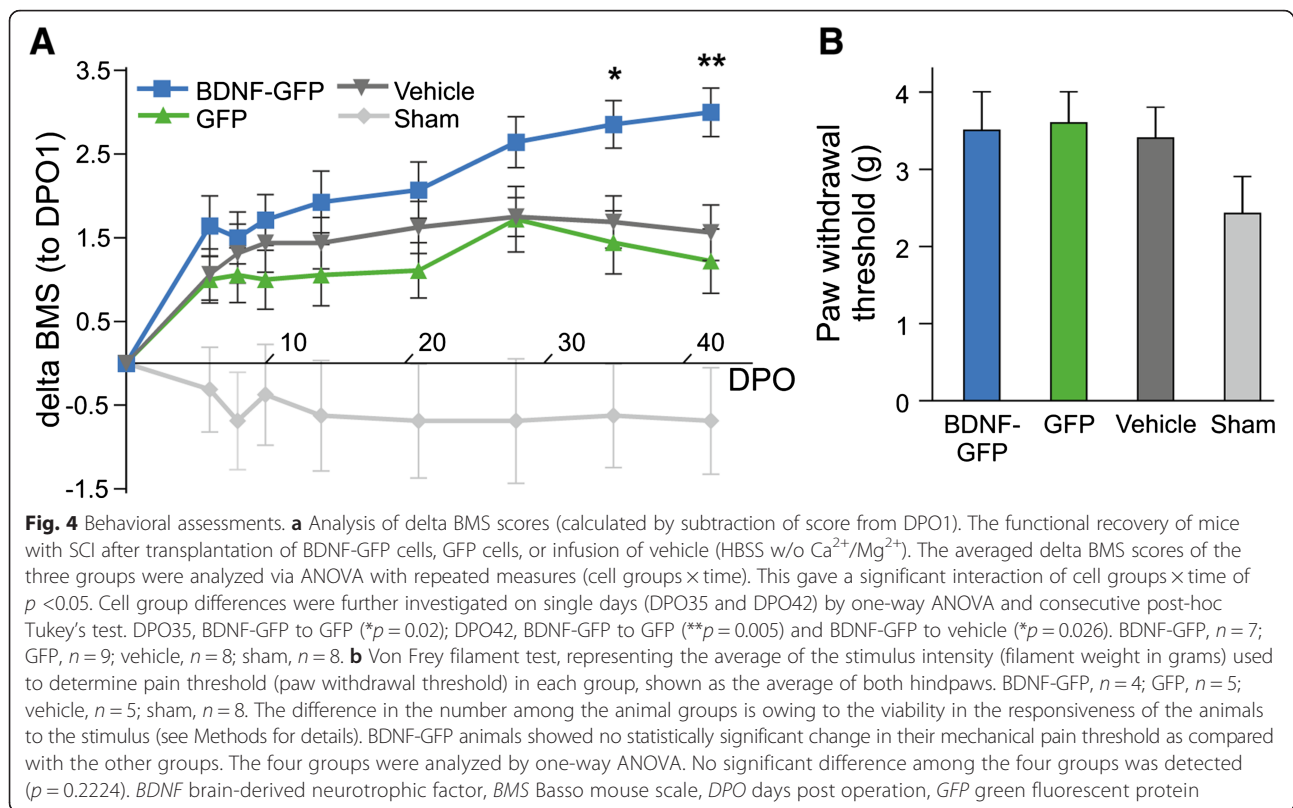 A
3.5
2.5
1.5
0.5
-0.5
-1.5
delta BMS (to DPO1)
BDNF-GFP
GFP
Vehicle
Sham
*
**
10
20
30
40
DPO
B
4
3
2
1
0
Paw withdrawal
threshold (g)
BDNF-
GFP
GFP
Vehicle
Sham
Fig. 4 Behavioral assessments. a Analysis of delta BMS scores (calculated by subtraction of score from DPO1). The functional recovery of mice
with SCI after transplantation of BDNF-GFP cells, GFP cells, or infusion of vehicle (HBSS w/o Ca²⁺/Mg²⁺). The averaged delta BMS scores of the
three groups were analyzed via ANOVA with repeated measures (cell groups × time). This gave a significant interaction of cell groups × time of
p <0.05. Cell group differences were further investigated on single days (DPO35 and DPO42) by one-way ANOVA and consecutive post-hoc
Tukey's test. DPO35, BDNF-GFP to GFP (*p = 0.02); DPO42, BDNF-GFP to GFP (**p = 0.005) and BDNF-GFP to vehicle (*p = 0.026). BDNF-GFP, n = 7;
GFP, n = 9; vehicle, n = 8; sham, n = 8. b Von Frey filament test, representing the average of the stimulus intensity (filament weight in grams) used
to determine pain threshold (paw withdrawal threshold) in each group, shown as the average of both hindpaws. BDNF-GFP, n = 4; GFP, n = 5;
vehicle, n = 5; sham, n = 8. The difference in the number among the animal groups is owing to the viability in the responsiveness of the animals
to the stimulus (see Methods for details). BDNF-GFP animals showed no statistically significant change in their mechanical pain threshold as compared
with the other groups. The four groups were analyzed by one-way ANOVA. No significant difference among the four groups was detected
(p = 0.2224). BDNF brain-derived neurotrophic factor, BMS Basso mouse scale, DPO days post operation, GFP green fluorescent protein